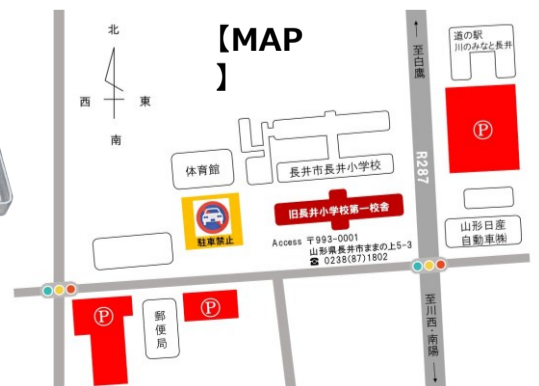 【MAP
】
北
西
東
南
↑至白鷹
道の駅
川のみなと長井
Ⓟ
R287
体育館
長井市長井小学校
駐車禁止
旧長井小学校第一校舎
Access 〒993-0001
山形県長井市ままの上5-3
☎ 0238(87)1802
山形日産
自動車㈱
Ⓟ
郵便局
Ⓟ
至川西・南陽↓